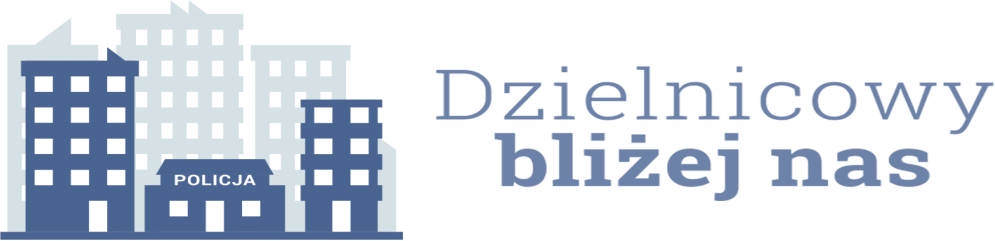 POLICJA
Dzielnicowy
bliżej nas